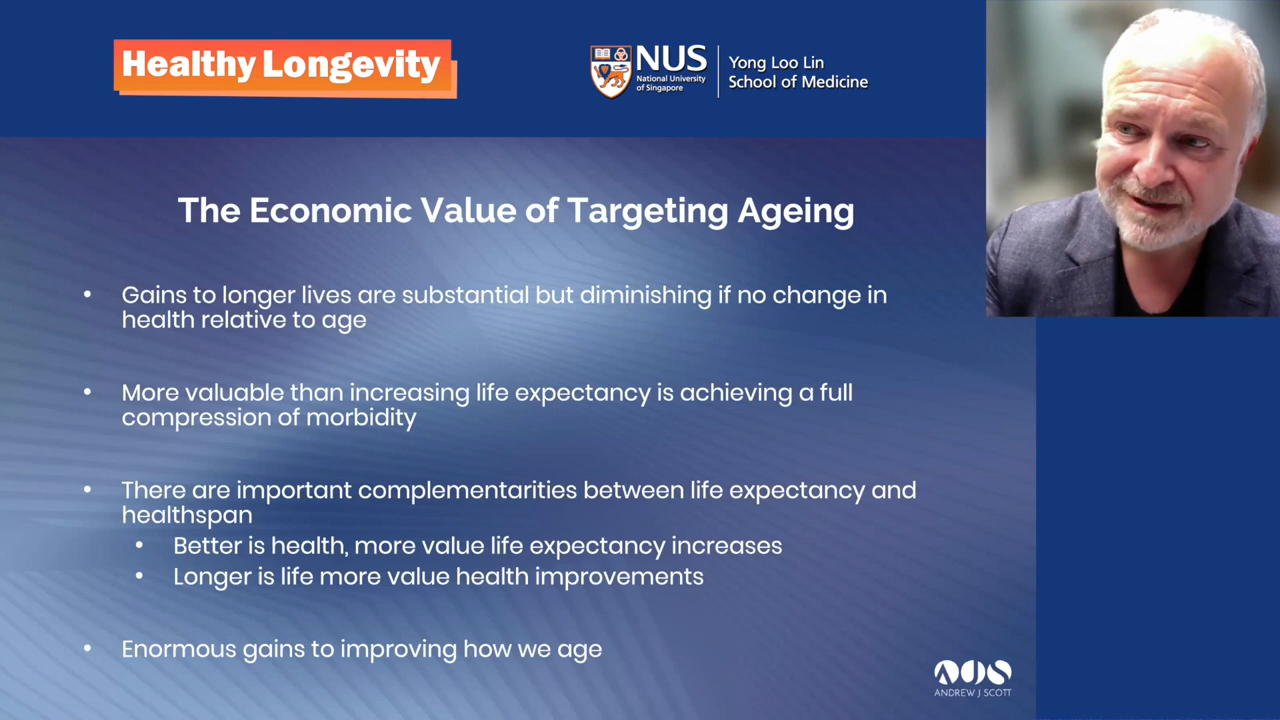 Healthy Longevity
NUS
National University
of Singapore
Yong Loo Lin
School of Medicine
The Economic Value of Targeting Ageing
• Gains to longer lives are substantial but diminishing if no change in
health relative to age
• More valuable than increasing life expectancy is achieving a full
compression of morbidity
• There are important complementarities between life expectancy and
healthspan
• Better is health, more value life expectancy increases
• Longer is life more value health improvements
• Enormous gains to improving how we age
AJS
ANDREW J SCOTT